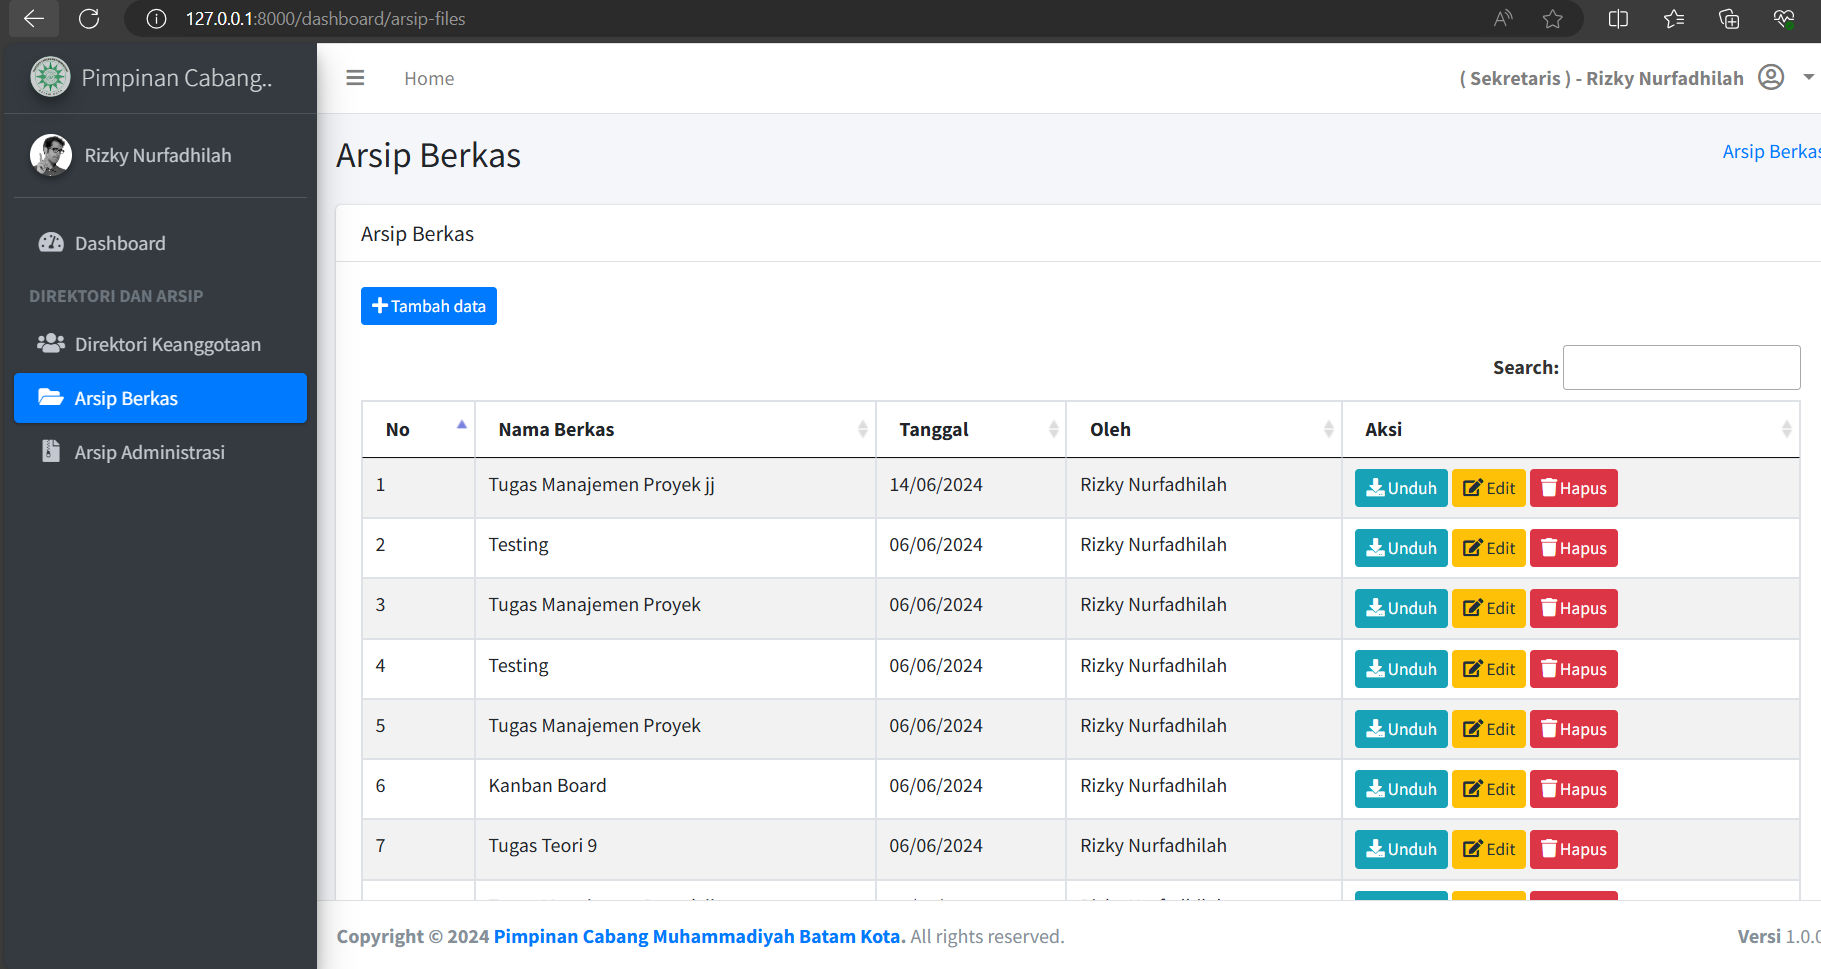 127.0.0.1:8000/dashboard/arsip-files
Pimpinan Cabang..
Home
( Sekretaris ) - Rizky Nurfadhilah
Rizky Nurfadhilah
Arsip Berkas
Arsip Berkas
Dashboard
DIREKTORI DAN ARSIP
Direktori Keanggotaan
Arsip Berkas
Arsip Administrasi
Arsip Berkas
Tambah data
Search:
No Nama Berkas Tanggal Oleh Aksi
1 Tugas Manajemen Proyek jj 14/06/2024 Rizky Nurfadhilah Unduh Edit Hapus
2 Testing 06/06/2024 Rizky Nurfadhilah Unduh Edit Hapus
3 Tugas Manajemen Proyek 06/06/2024 Rizky Nurfadhilah Unduh Edit Hapus
4 Testing 06/06/2024 Rizky Nurfadhilah Unduh Edit Hapus
5 Tugas Manajemen Proyek 06/06/2024 Rizky Nurfadhilah Unduh Edit Hapus
6 Kanban Board 06/06/2024 Rizky Nurfadhilah Unduh Edit Hapus
7 Tugas Teori 9 06/06/2024 Rizky Nurfadhilah Unduh Edit Hapus
Copyright © 2024 Pimpinan Cabang Muhammadiyah Batam Kota. All rights reserved.
Versi 1.0.0